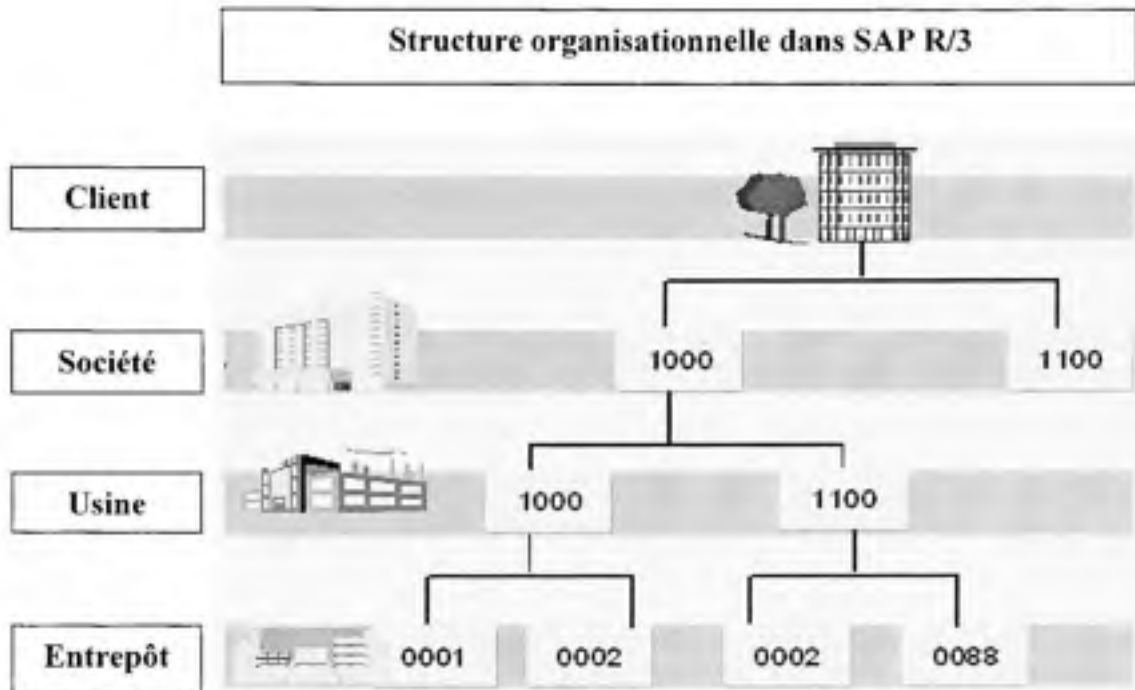 Structure organisationnelle dans SAP R/3
Client
Société
1000
1100
Usine
1000
1100
Entrepôt
0001
0002
0002
0088